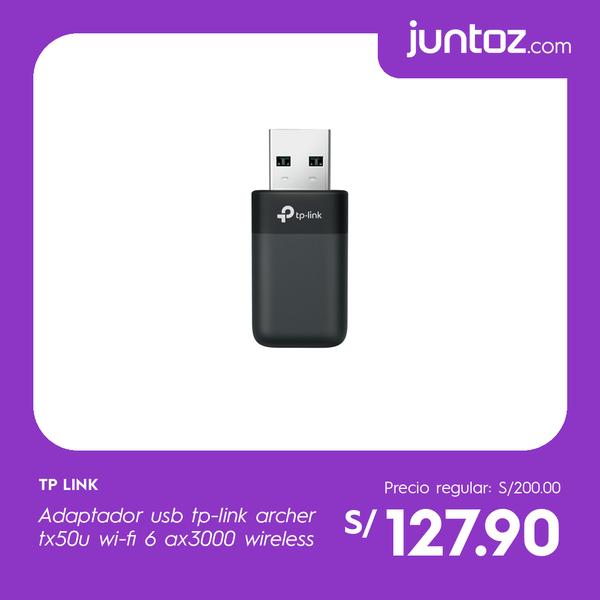 juntoz.com
tp-link
TP LINK
Adaptador usb tp-link archer
tx50u wi-fi 6 ax3000 wireless
Precio regular: S/200.00
S/127.90